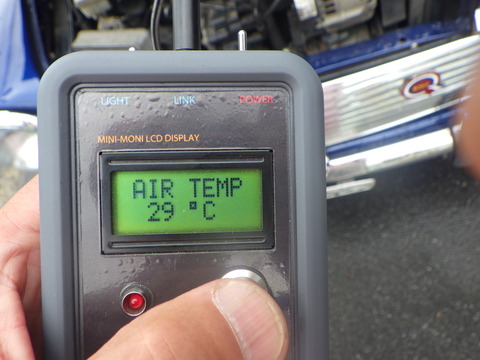 LIGHT LINK POWER
MINI-MONI LCD DISPLAY
AIR TEMP
29 °C